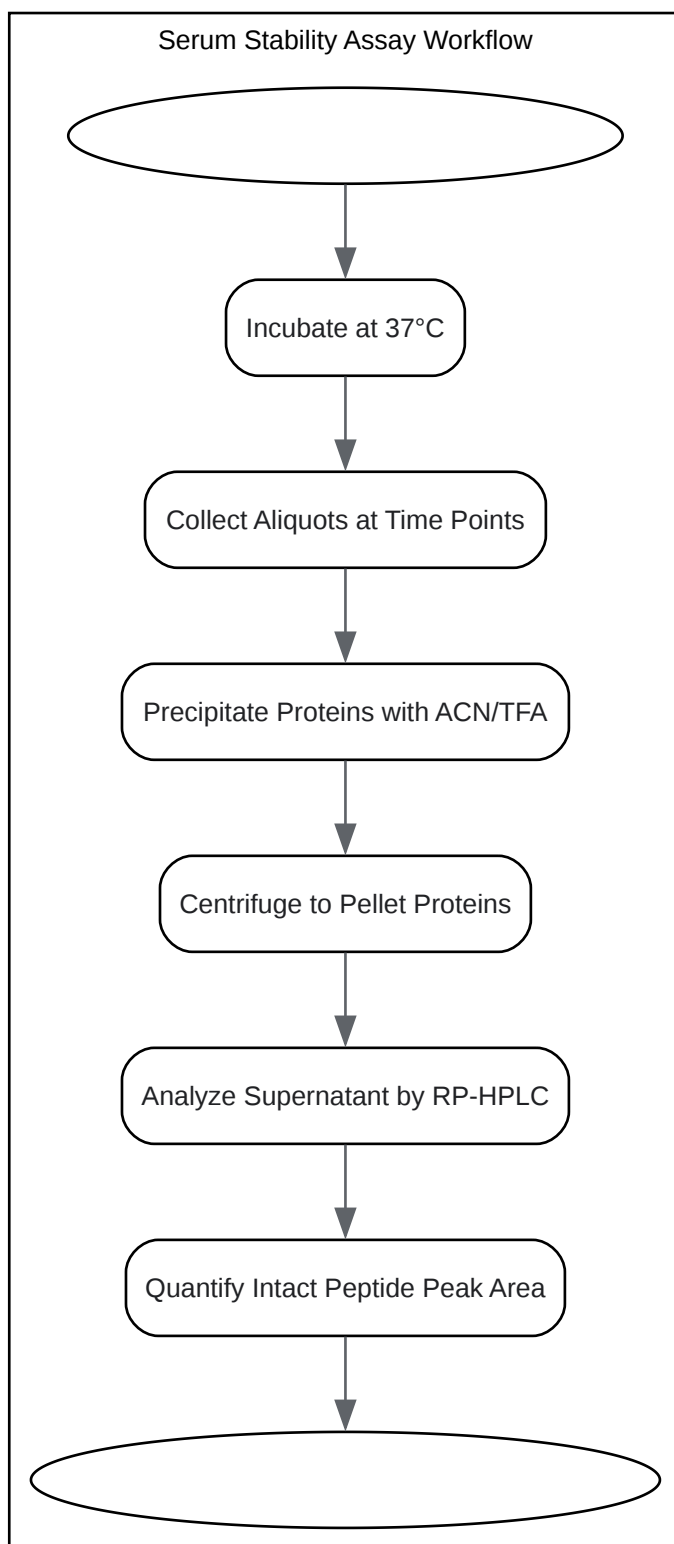 Serum Stability Assay Workflow
Incubate at 37°C
Collect Aliquots at Time Points
Precipitate Proteins with ACN/TFA
Centrifuge to Pellet Proteins
Analyze Supernatant by RP-HPLC
Quantify Intact Peptide Peak Area